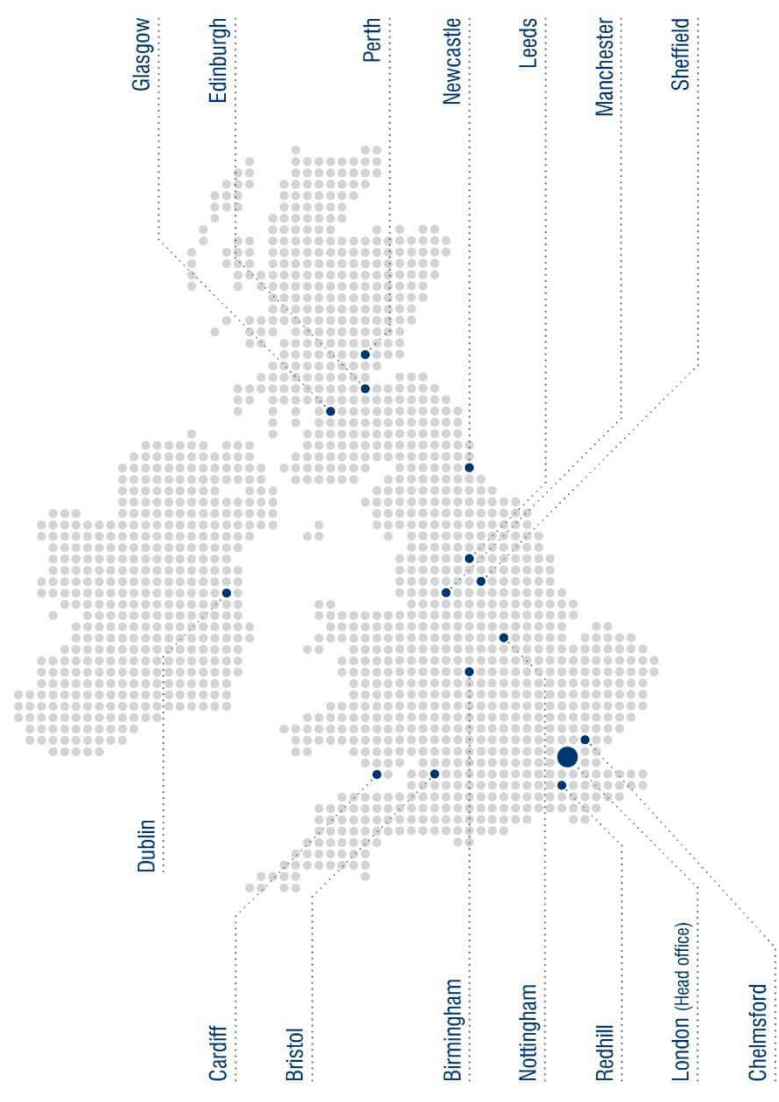 Glasgow
Edinburgh
Perth
Newcastle
Leeds
Manchester
Sheffield
Dublin
Cardiff
Bristol
Birmingham
Nottingham
Redhill
London (Head office)
Chelmsford